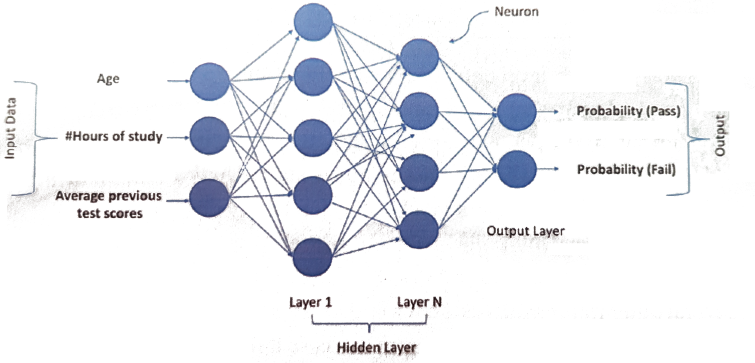 Neuron
Age
Input Data
#Hours of study
Average previous
test scores
Probability (Pass)
Probability (Fail)
Output
Output Layer
Layer 1
Layer N
Hidden Layer